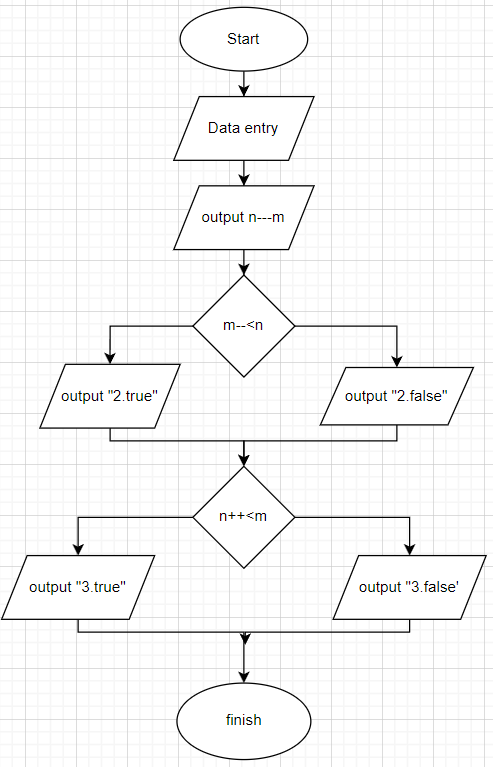 Start
Data entry
output n---m
m--<n
output "2.true"
output "2.false"
n++<m
output "3.true"
output "3.false'
finish